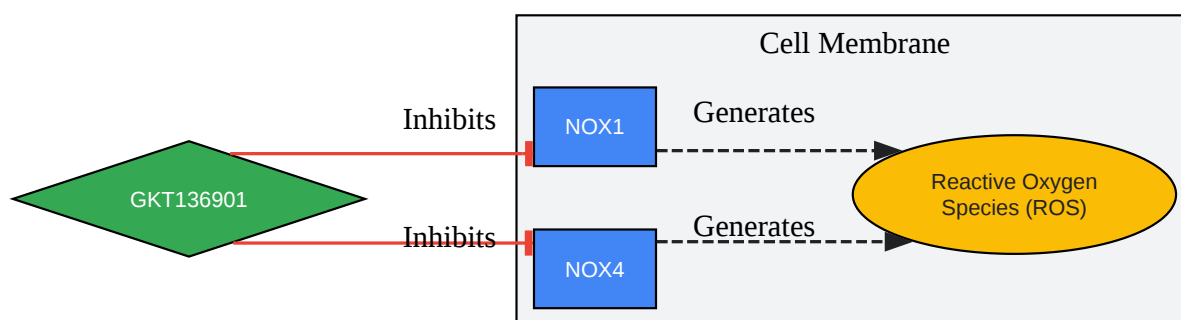 Cell Membrane
Inhibits
NOX1
Generates
GKT136901
Reactive Oxygen
Species (ROS)
Inhibits
NOX4
Generates